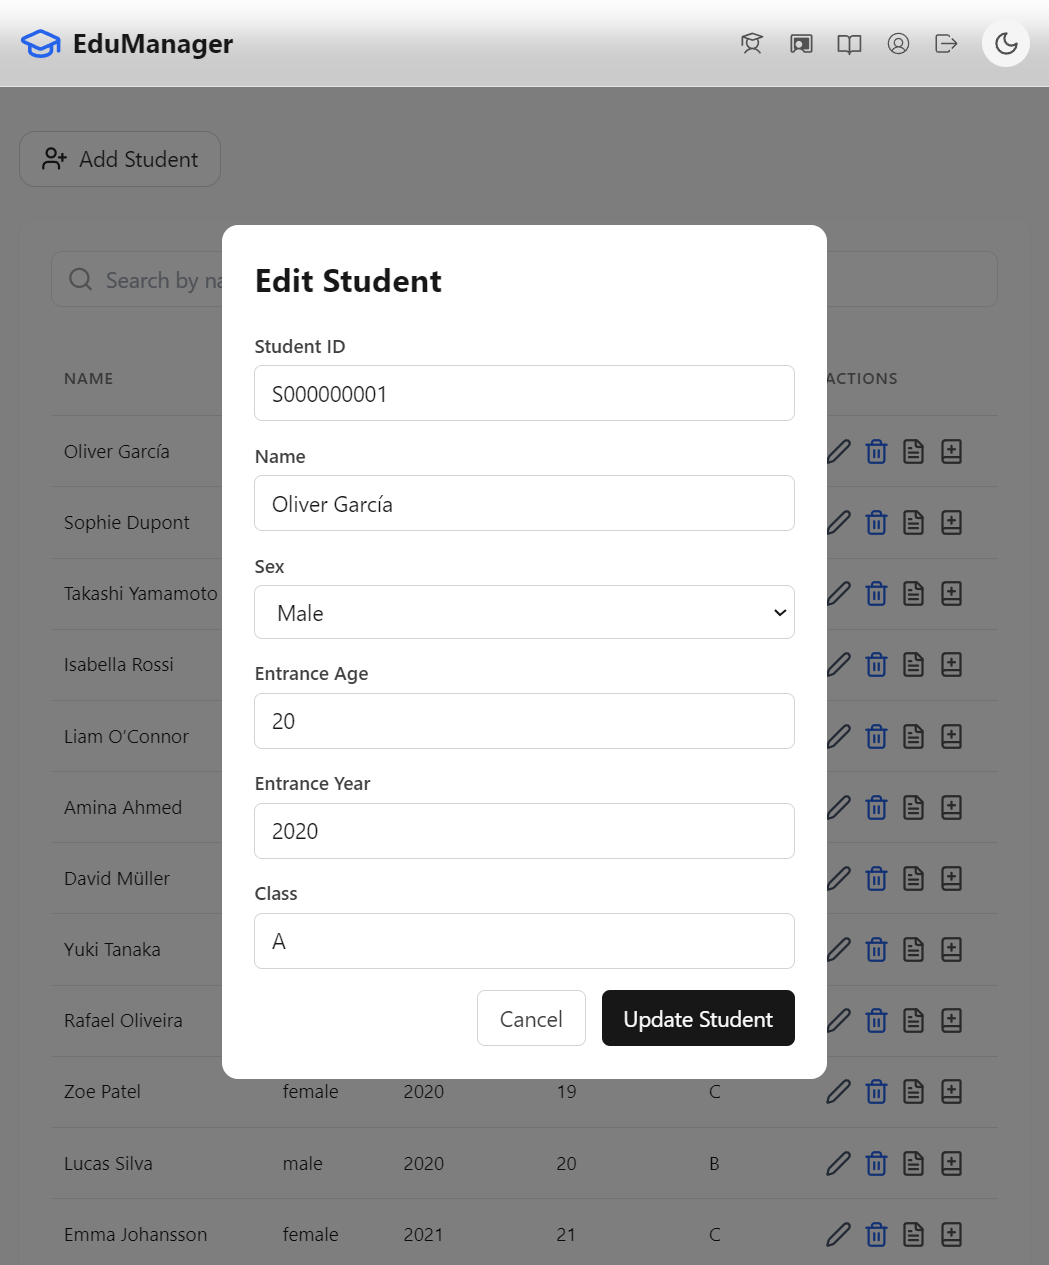 EduManager
Add Student
Search by na
Edit Student
Student ID
S000000001
Name
Oliver García
Sex
Male
Entrance Age
20
Entrance Year
2020
Class
A
Cancel
Update Student
NAME
ACTIONS
Oliver García
Sophie Dupont
Takashi Yamamoto
Isabella Rossi
Liam O'Connor
Amina Ahmed
David Müller
Yuki Tanaka
Rafael Oliveira
Zoe Patel female 2020 19 C
Lucas Silva male 2020 20 B
Emma Johansson female 2021 21 C